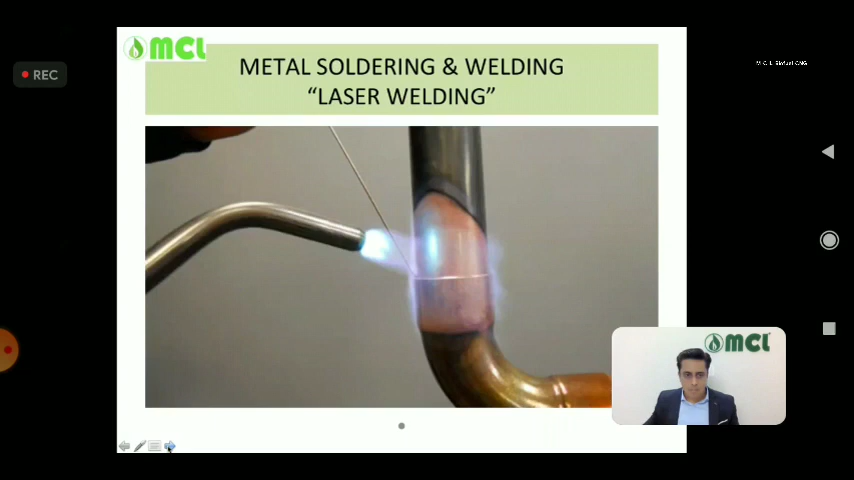 MCL
METAL SOLDERING & WELDING
“LASER WELDING”
REC
MCL